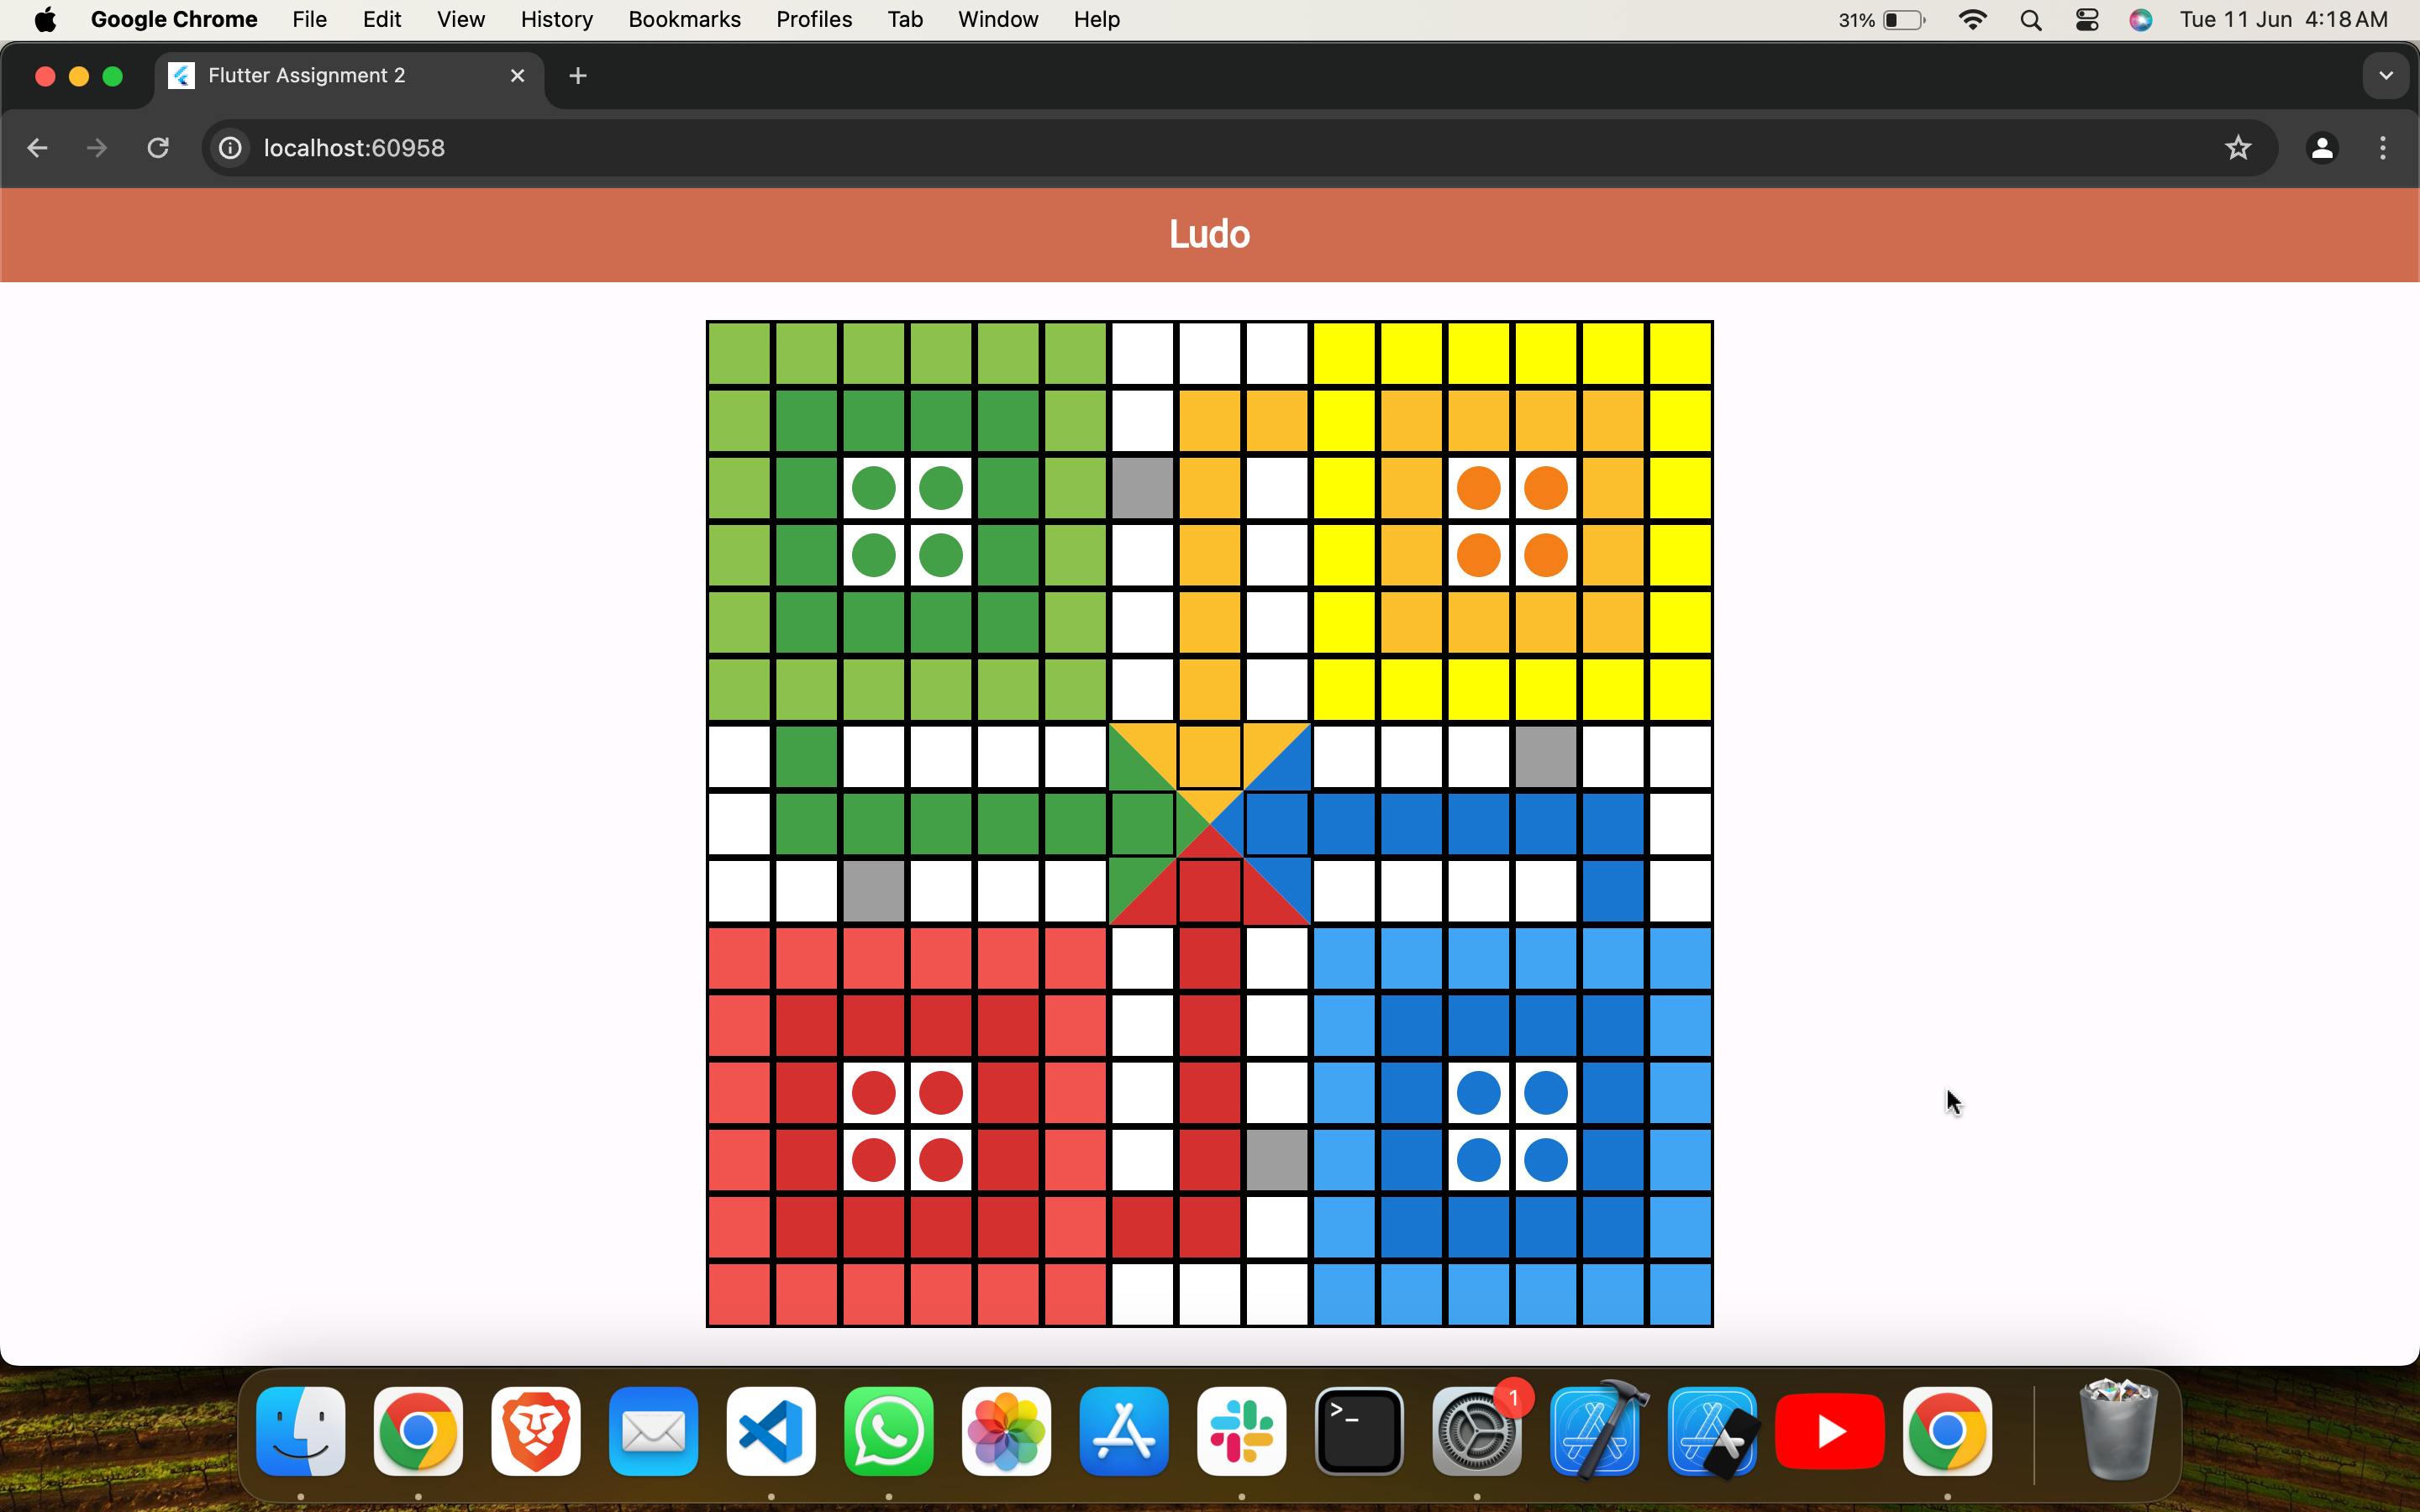 Google Chrome File Edit View History Bookmarks Profiles Tab Window Help 31% Tue 11 Jun 4:18 AM
Flutter Assignment 2
localhost:60958
Ludo
>_
1